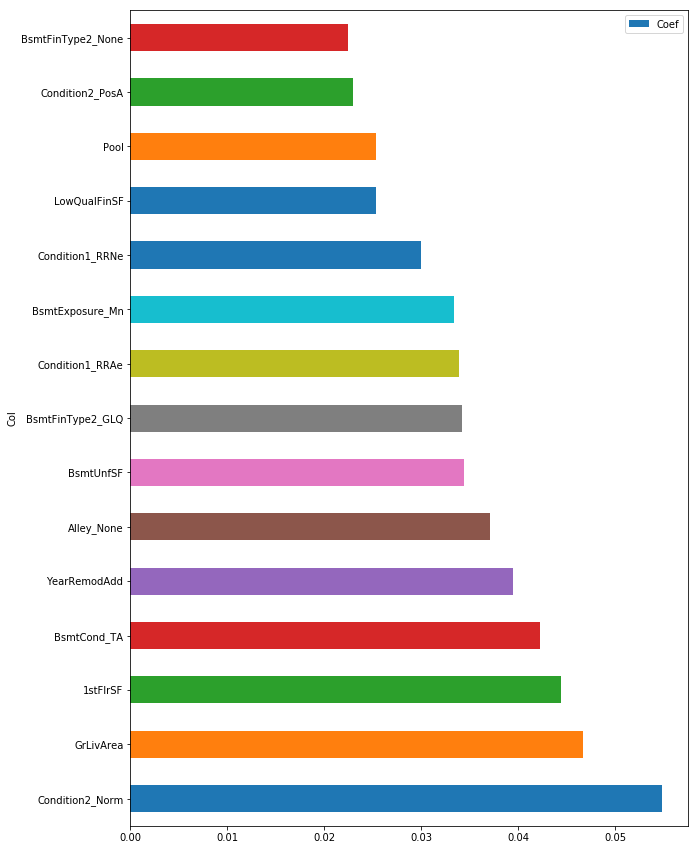 Coef
BsmtFinType2_None
Condition2_PosA
Pool
LowQualFinSF
Condition1_RRNe
BsmtExposure_Mn
Condition1_RRAe
Col
BsmtFinType2_GLQ
BsmtUnfSF
Alley_None
YearRemodAdd
BsmtCond_TA
1stFlrSF
GrLivArea
Condition2_Norm
0.00 0.01 0.02 0.03 0.04 0.05